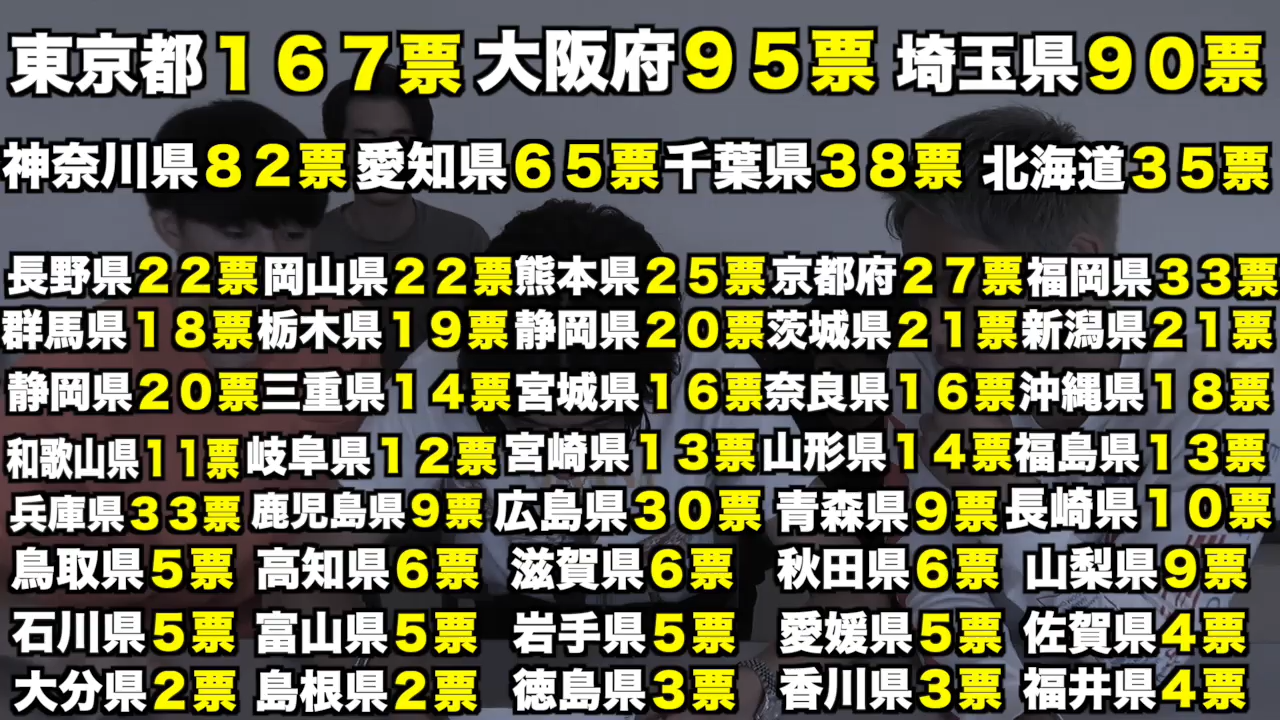 東京都１６７票 大阪府９５票 埼玉県９０票
神奈川県８２票 愛知県６５票 千葉県３８票 北海道３５票
長野県２２票 岡山県２２票 熊本県２５票 京都府２７票 福岡県３３票
群馬県１８票 栃木県１９票 静岡県２０票 茨城県２１票 新潟県２１票
静岡県２０票 三重県１４票 宮城県１６票 奈良県１６票 沖縄県１８票
和歌山県１１票 岐阜県１２票 宮崎県１３票 山形県１４票 福島県１３票
兵庫県３３票 鹿児島県９票 広島県３０票 青森県９票 長崎県１０票
鳥取県５票 高知県６票 滋賀県６票 秋田県６票 山梨県９票
石川県５票 富山県５票 岩手県５票 愛媛県５票 佐賀県４票
大分県２票 島根県２票 徳島県３票 香川県３票 福井県４票